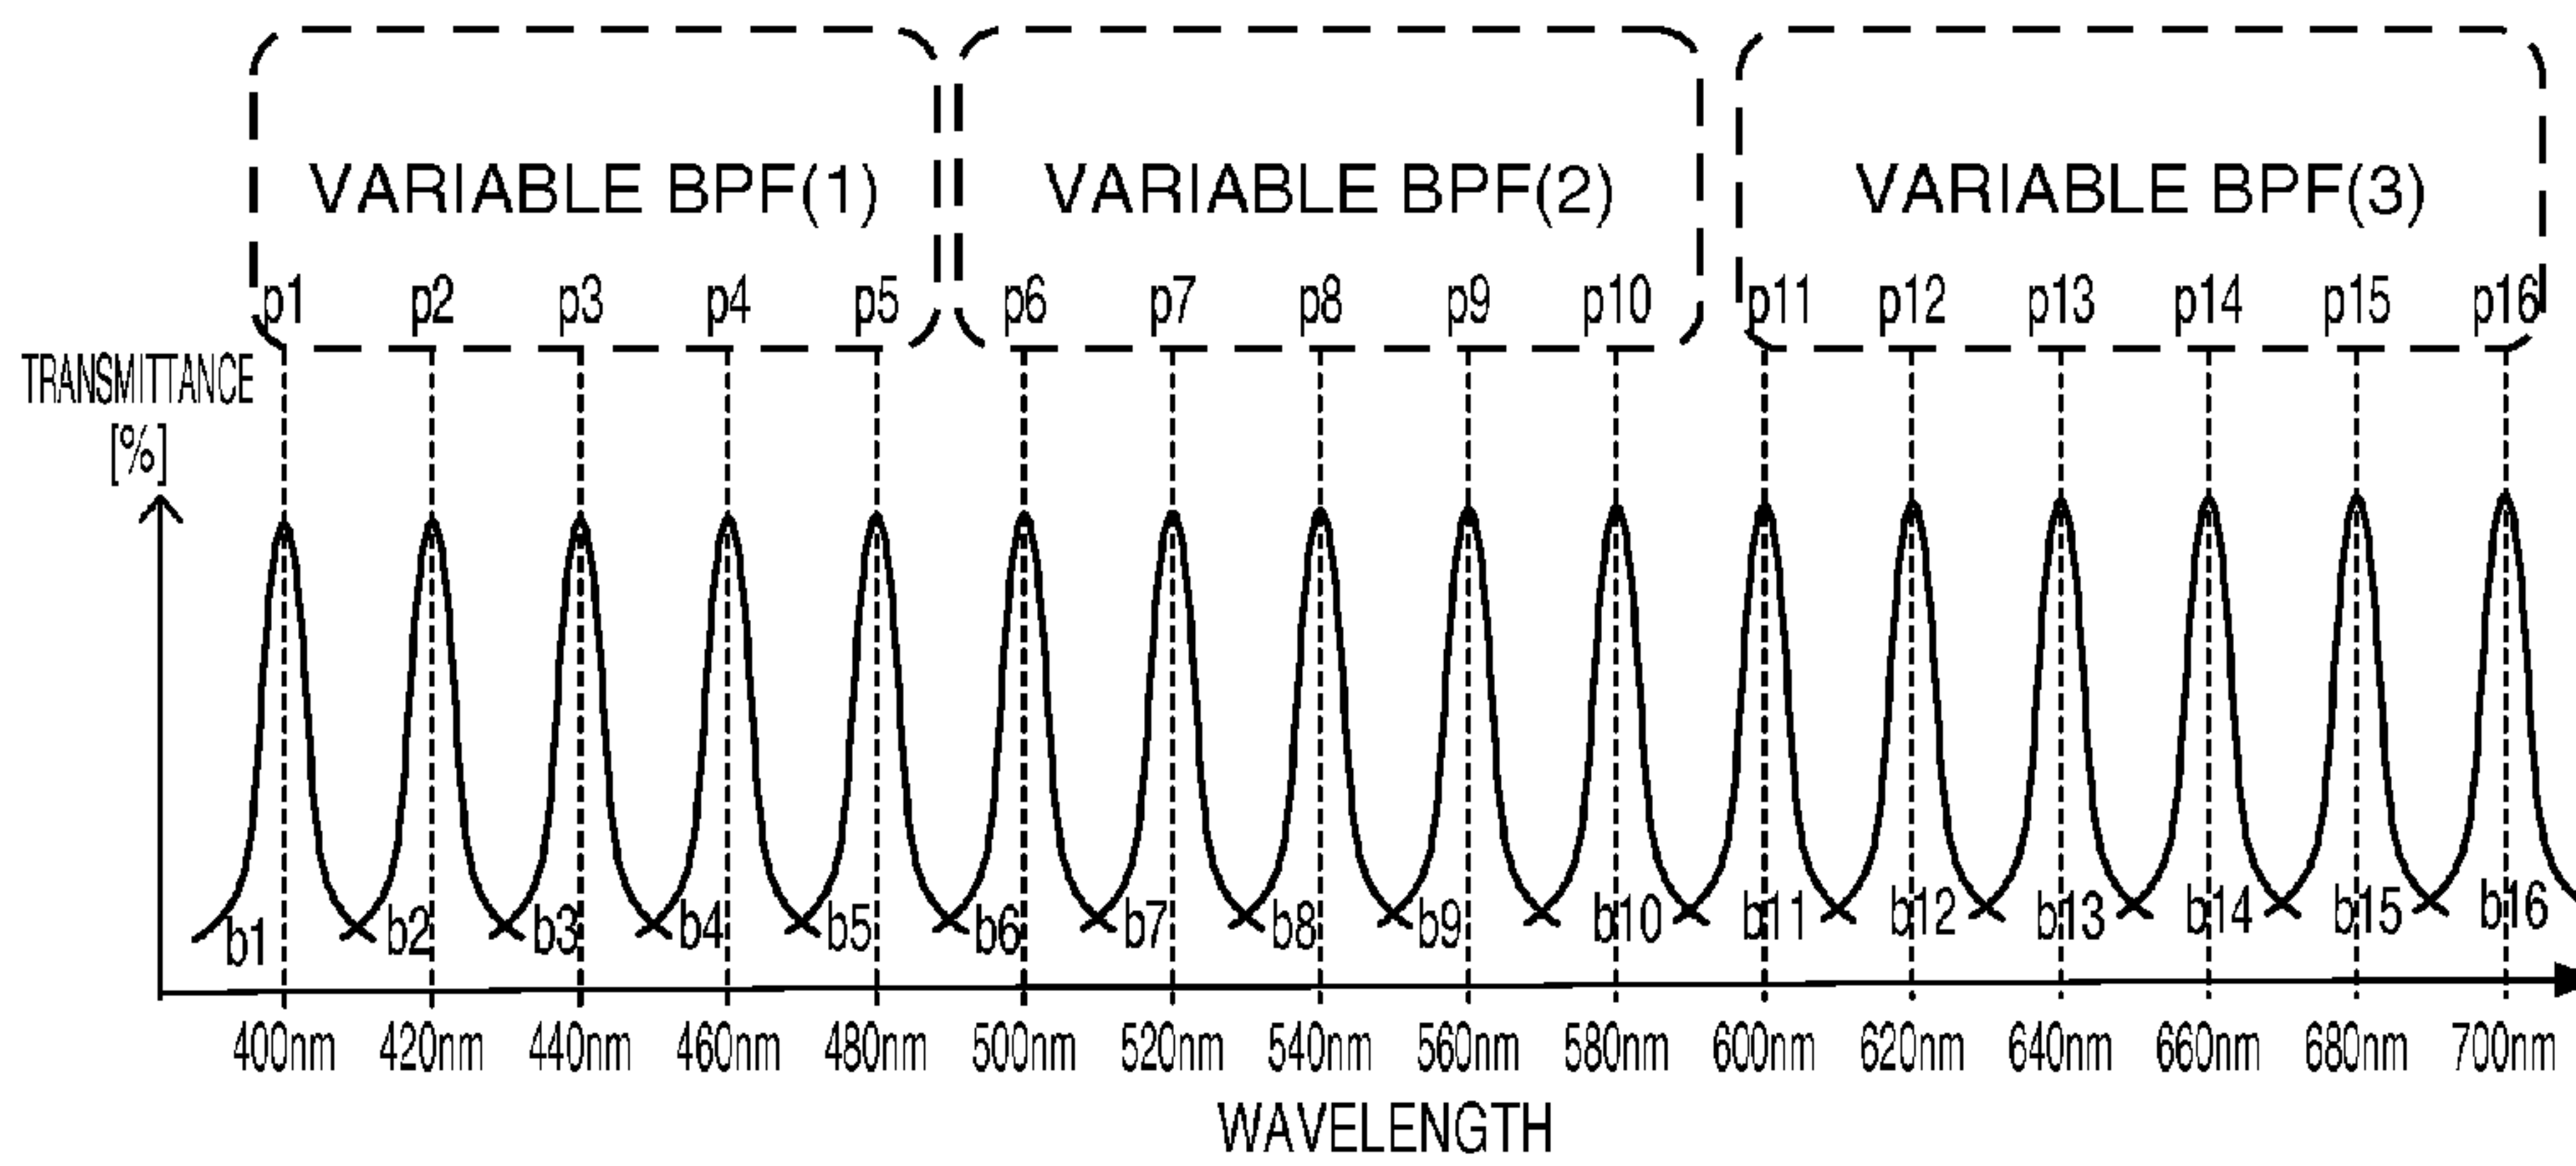 VARIABLE BPF(1) VARIABLE BPF(2) VARIABLE BPF(3)
p1 p2 p3 p4 p5 p6 p7 p8 p9 p10 p11 p12 p13 p14 p15 p16
TRANSMITTANCE
[%]
b1 b2 b3 b4 b5 b6 b7 b8 b9 b10 b11 b12 b13 b14 b15 b16
400nm 420nm 440nm 460nm 480nm 500nm 520nm 540nm 560nm 580nm 600nm 620nm 640nm 660nm 680nm 700nm
WAVELENGTH